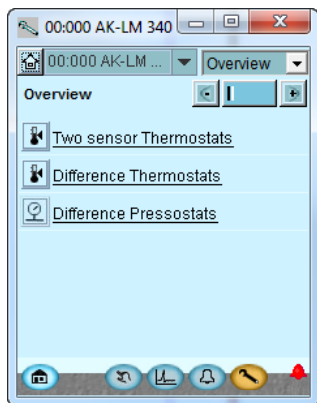 00:000 AK-LM 340
00:000 AK-LM ... Overview
Overview
Two sensor Thermostats
Difference Thermostats
Difference Pressostats